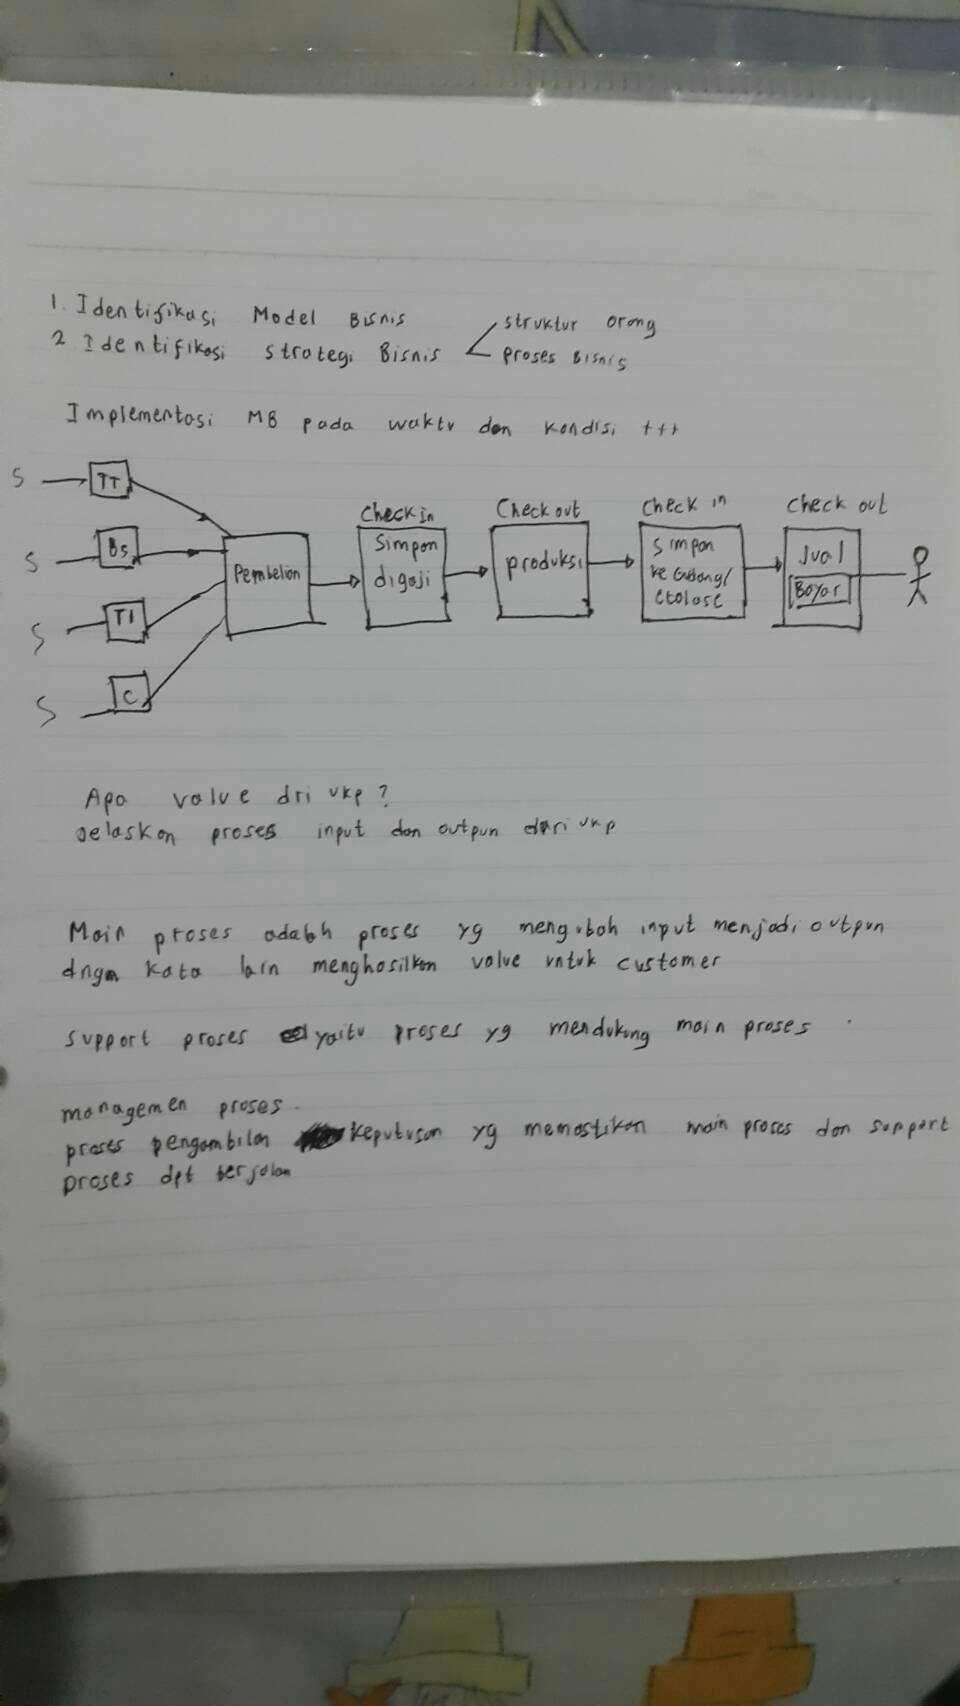 1. Identifikasi Model Bisnis
struktur orang
2 Identifikasi strategi Bisnis
proses Bisnis
Implementasi MB pada waktu dan kondisi ttt
S TT
S Bs
S TI
S C
Pembelian
Check in
Simpan
digaji
Check out
produksi
Check in
Simpan
ke Gudang/
etolase
Check out
Jual
Bayar
Apa value dri ukp?
Jelaskan proses input dan outpun dari ukp
Main proses adalah proses yg mengubah input menjadi outpun
dngn kata lain menghasilkan value untuk customer
support proses yaitu proses yg mendukung main proses.
managemen proses.
proses pengambilan keputusan yg memastikan main proses dan support
proses dpt berjalan